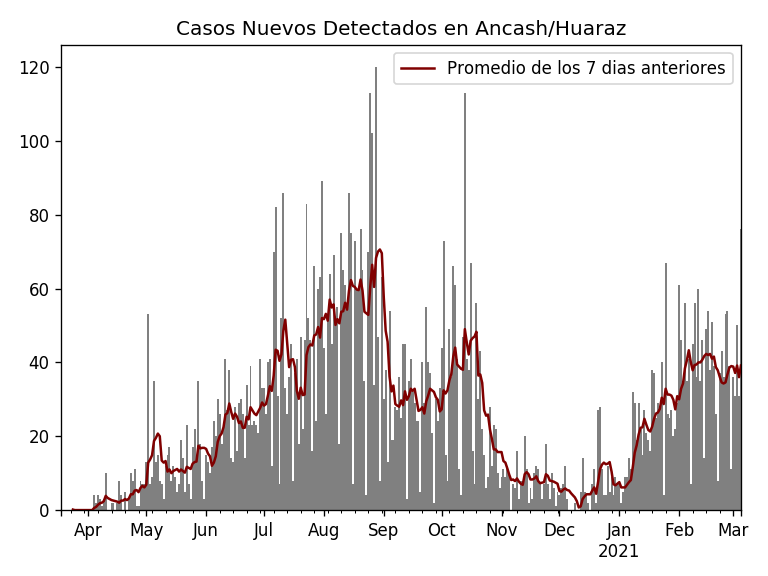 Casos Nuevos Detectados en Ancash/Huaraz
Promedio de los 7 dias anteriores
120
100
80
60
40
20
0
Apr May Jun Jul Aug Sep Oct Nov Dec Jan Feb Mar
2021